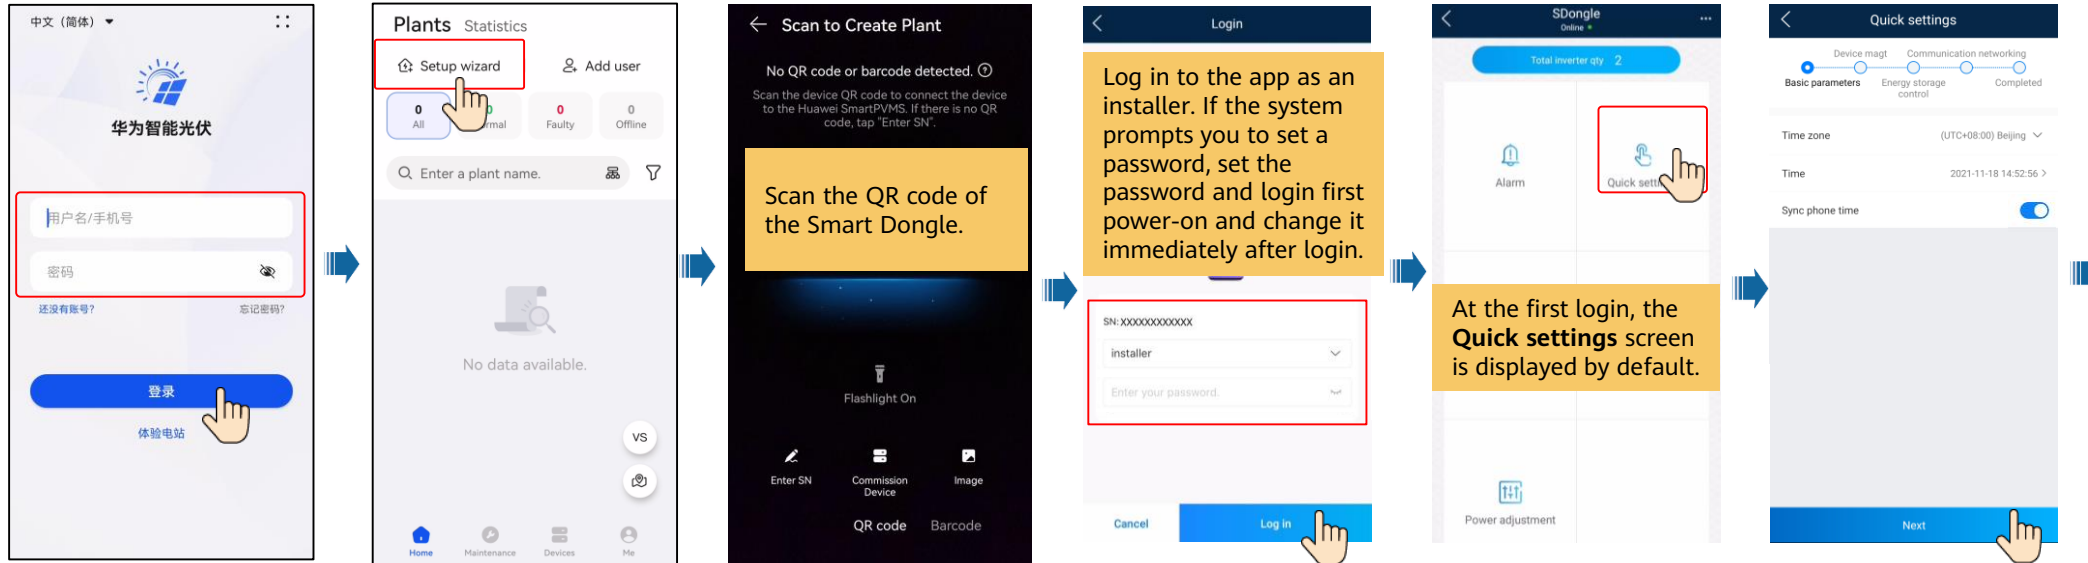 中文（简体）
华为智能光伏
用户名/手机号
密码
还没有账号?
忘记密码?
登录
体验电站
Plants Statistics
Setup wizard
Add user
0
All
0
0
Faulty
0
Offline
Enter a plant name.
No data available.
VS
Home
Maintenance
Devices
Me
Scan to Create Plant
No QR code or barcode detected.
Scan the device QR code to connect the device
to the Huawei SmartPVMS. If there is no QR
code, tap "Enter SN".
Scan the QR code of
the Smart Dongle.
Flashlight On
Enter SN
Commission
Device
Image
QR code
Barcode
Login
Log in to the app as an
installer. If the system
prompts you to set a
password, set the
password and login first
power-on and change it
immediately after login.
SN: XXXXXXXXXXXX
installer
Enter your password.
Cancel
Log in
SDongle
Online
Total inverter qty 2
Alarm
Quick
At the first login, the
Quick settings screen
is displayed by default.
Power adjustment
Quick settings
Device magt
Communication networking
Basic parameters
Energy storage
control
Completed
Time zone
(UTC+08:00) Beijing
Time
2021-11-18 14:52:56 >
Sync phone time
Next